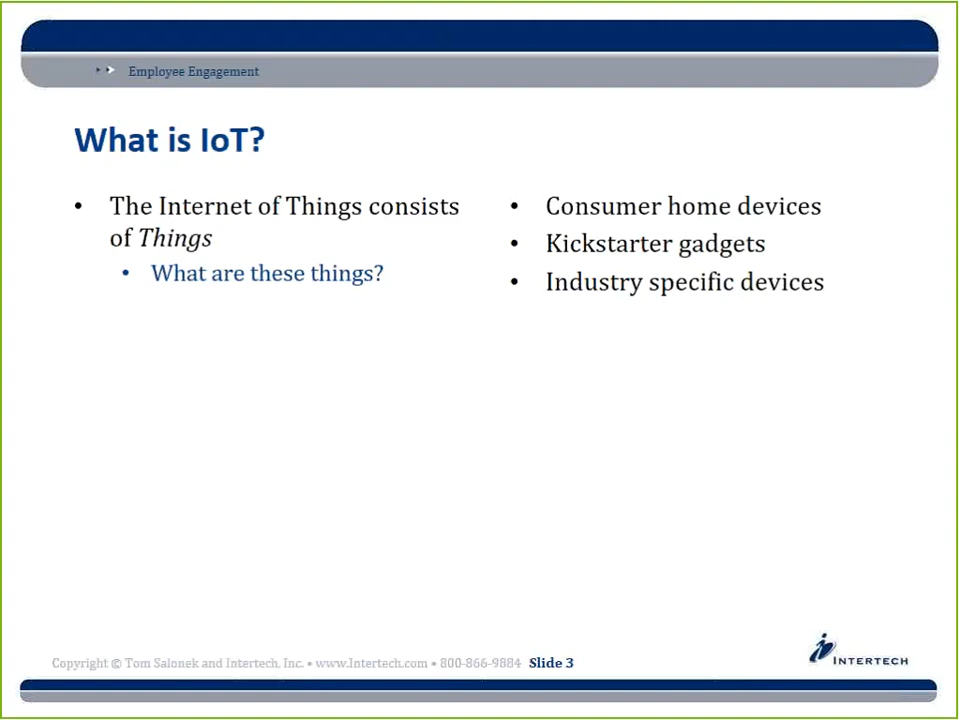 Employee Engagement
What is IoT?
• The Internet of Things consists
of Things
• What are these things?
• Consumer home devices
• Kickstarter gadgets
• Industry specific devices
Copyright © Tom Salonek and Intertech, Inc. • www.Intertech.com • 800-866-9884 Slide 3
INTERTECH